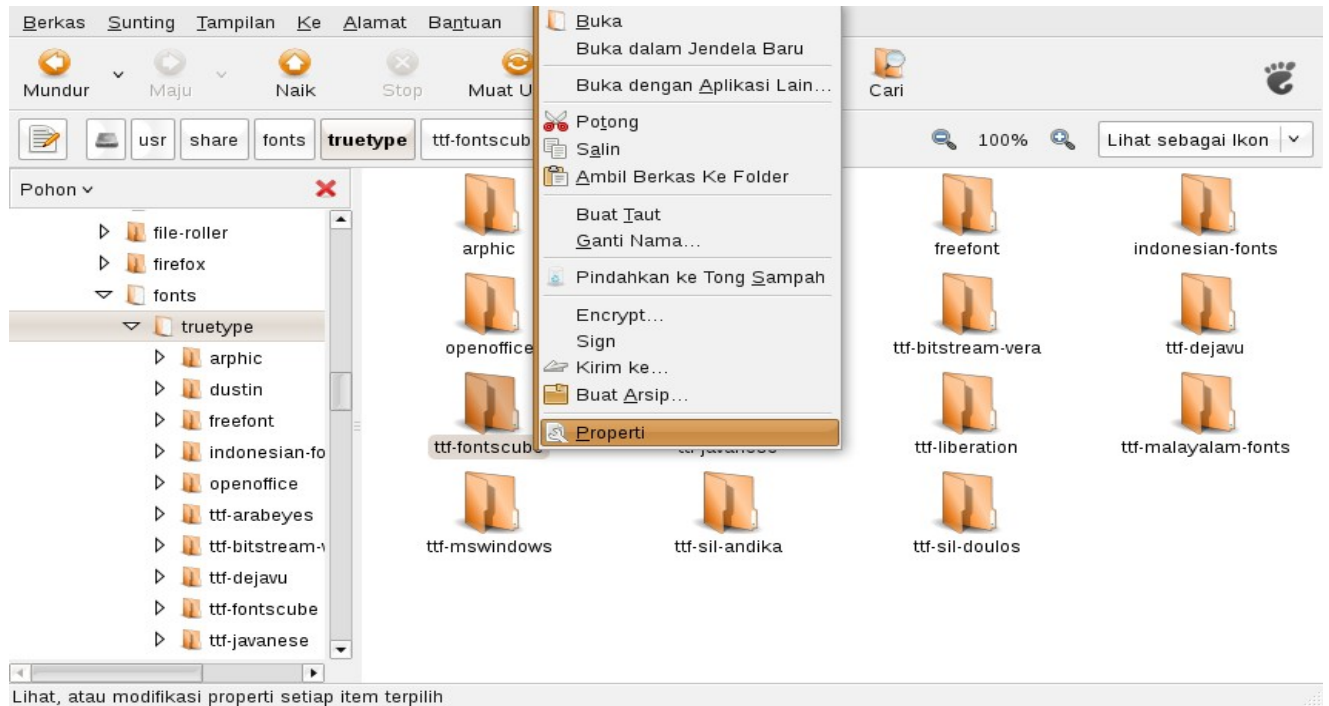 Berkas Sunting Tampilan Ke Alamat Bantuan
Mundur Maju Naik Stop Muat U Cari
usr share fonts truetype ttf-fontscub 100% Lihat sebagai Ikon
Pohon
file-roller
firefox
fonts
truetype
arphic
dustin
freefont
indonesian-fo
openoffice
ttf-arabeyes
ttf-bitstream-v
ttf-dejavu
ttf-fontscube
ttf-javanese
Buka
Buka dalam Jendela Baru
Buka dengan Aplikasi Lain...
Potong
Salin
Ambil Berkas Ke Folder
Buat Taut
Ganti Nama...
Pindahkan ke Tong Sampah
Encrypt...
Sign
Kirim ke...
Buat Arsip...
Properti
arphic freefont indonesian-fonts
openoffice ttf-bitstream-vera ttf-dejavu
ttf-fontscube ttf-javanese ttf-liberation ttf-malayalam-fonts
ttf-mswindows ttf-sil-andika ttf-sil-doulos
Lihat, atau modifikasi properti setiap item terpilih